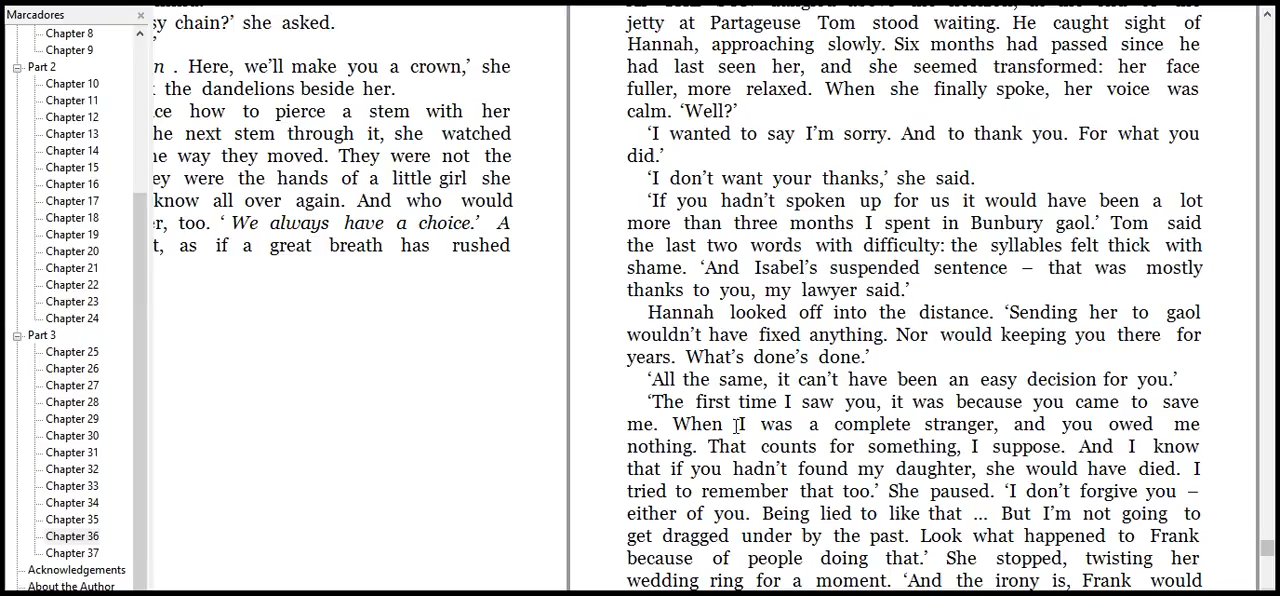 Marcadores
Chapter 8
Chapter 9
Part 2
Chapter 10
Chapter 11
Chapter 12
Chapter 13
Chapter 14
Chapter 15
Chapter 16
Chapter 17
Chapter 18
Chapter 19
Chapter 20
Chapter 21
Chapter 22
Chapter 23
Chapter 24
Part 3
Chapter 25
Chapter 26
Chapter 27
Chapter 28
Chapter 29
Chapter 30
Chapter 31
Chapter 32
Chapter 33
Chapter 34
Chapter 35
Chapter 36
Chapter 37
Acknowledgements
About the Author
sy chain?’ she asked.
n . Here, we’ll make you a crown,’ she
the dandelions beside her.
ce how to pierce a stem with her
he next stem through it, she watched
e way they moved. They were not the
ey were the hands of a little girl she
know all over again. And who would
r, too. ‘ We always have a choice.’ A
t, as if a great breath has rushed
jetty at Partageuse Tom stood waiting. He caught sight of
Hannah, approaching slowly. Six months had passed since he
had last seen her, and she seemed transformed: her face
fuller, more relaxed. When she finally spoke, her voice was
calm. ‘Well?’
‘I wanted to say I’m sorry. And to thank you. For what you
did.’
‘I don’t want your thanks,’ she said.
‘If you hadn’t spoken up for us it would have been a lot
more than three months I spent in Bunbury gaol.’ Tom said
the last two words with difficulty: the syllables felt thick with
shame. ‘And Isabel’s suspended sentence – that was mostly
thanks to you, my lawyer said.’
Hannah looked off into the distance. ‘Sending her to gaol
wouldn’t have fixed anything. Nor would keeping you there for
years. What’s done’s done.’
‘All the same, it can’t have been an easy decision for you.’
‘The first time I saw you, it was because you came to save
me. When I was a complete stranger, and you owed me
nothing. That counts for something, I suppose. And I know
that if you hadn’t found my daughter, she would have died. I
tried to remember that too.’ She paused. ‘I don’t forgive you –
either of you. Being lied to like that ... But I’m not going to
get dragged under by the past. Look what happened to Frank
because of people doing that.’ She stopped, twisting her
wedding ring for a moment. ‘And the irony is, Frank would